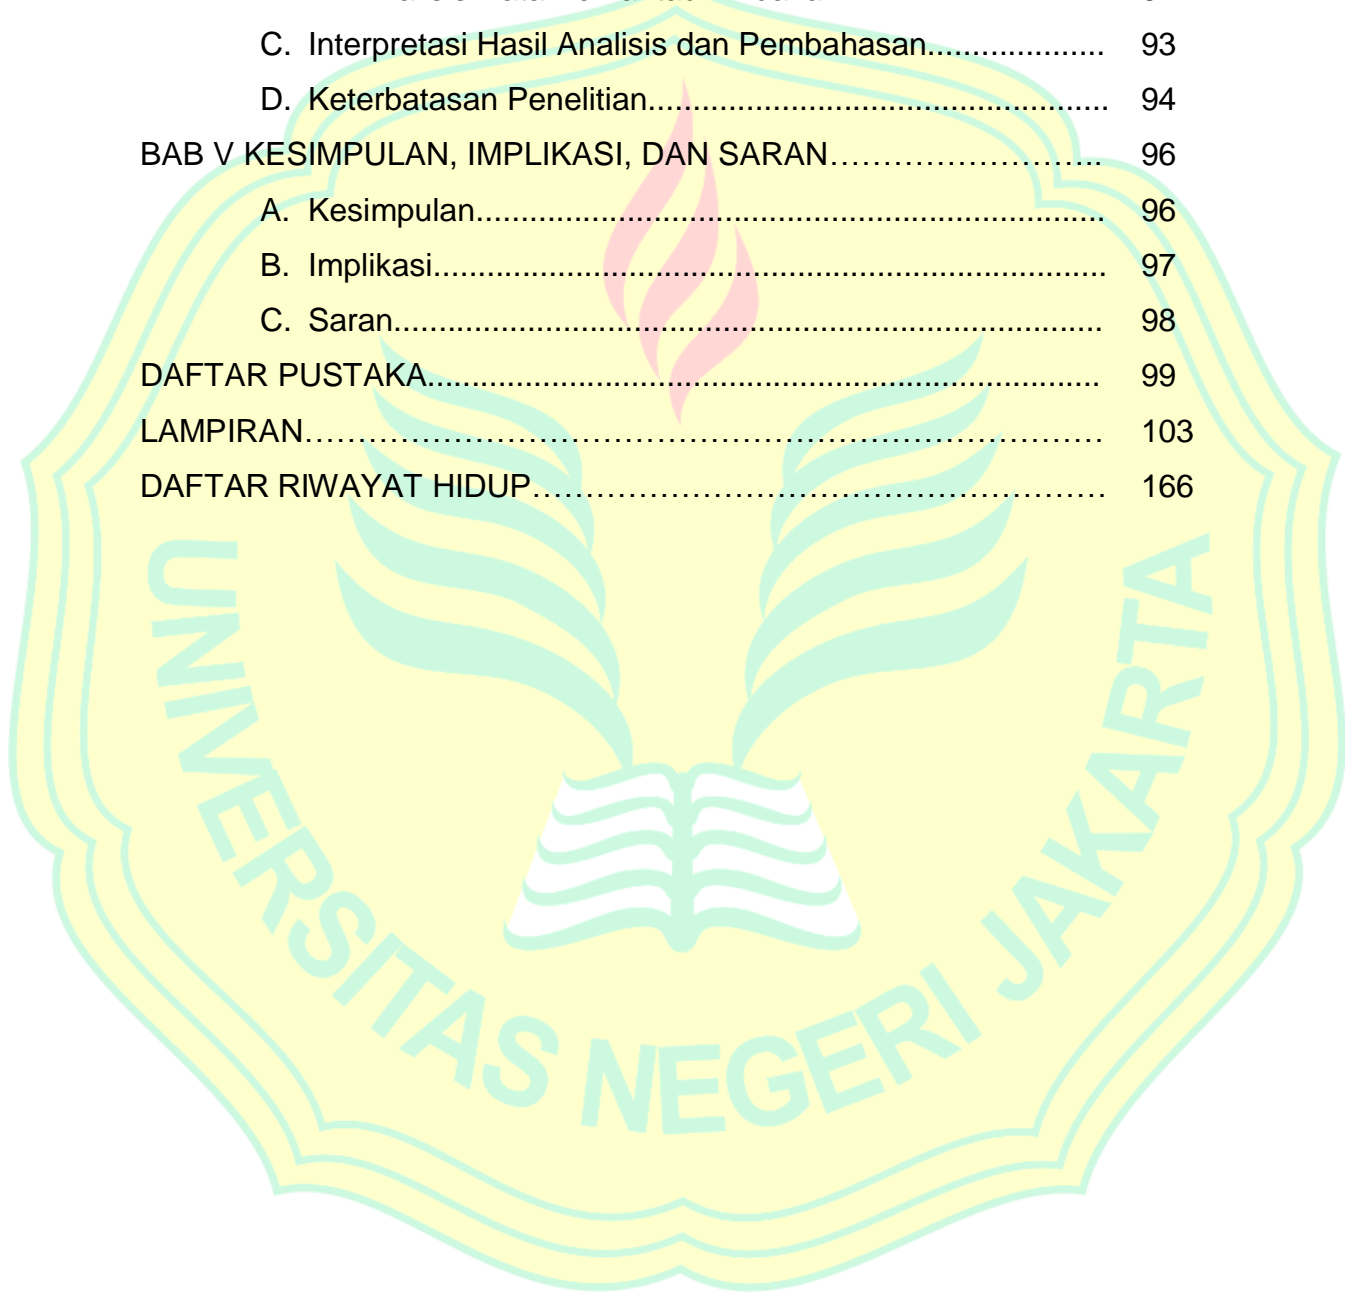 C. Interpretasi Hasil Analisis dan Pembahasan.................... 93
D. Keterbatasan Penelitian.................................................... 94
BAB V KESIMPULAN, IMPLIKASI, DAN SARAN…………………….. 96
A. Kesimpulan....................................................................... 96
B. Implikasi............................................................................ 97
C. Saran................................................................................ 98
DAFTAR PUSTAKA............................................................................ 99
LAMPIRAN………………………………………………………………… 103
DAFTAR RIWAYAT HIDUP……………………………………………… 166
UNIVERSITAS NEGERI JAKARTA